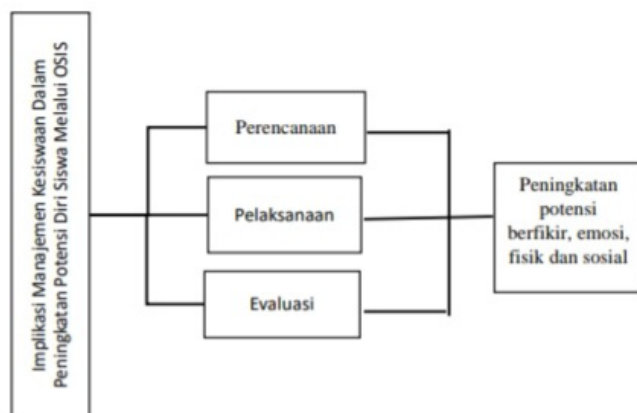 Implikasi Manajemen Kesiswaan Dalam
Peningkatan Potensi Diri Siswa Melalui OSIS
Perencanaan
Pelaksanaan
Evaluasi
Peningkatan
potensi
berfikir, emosi,
fisik dan sosial